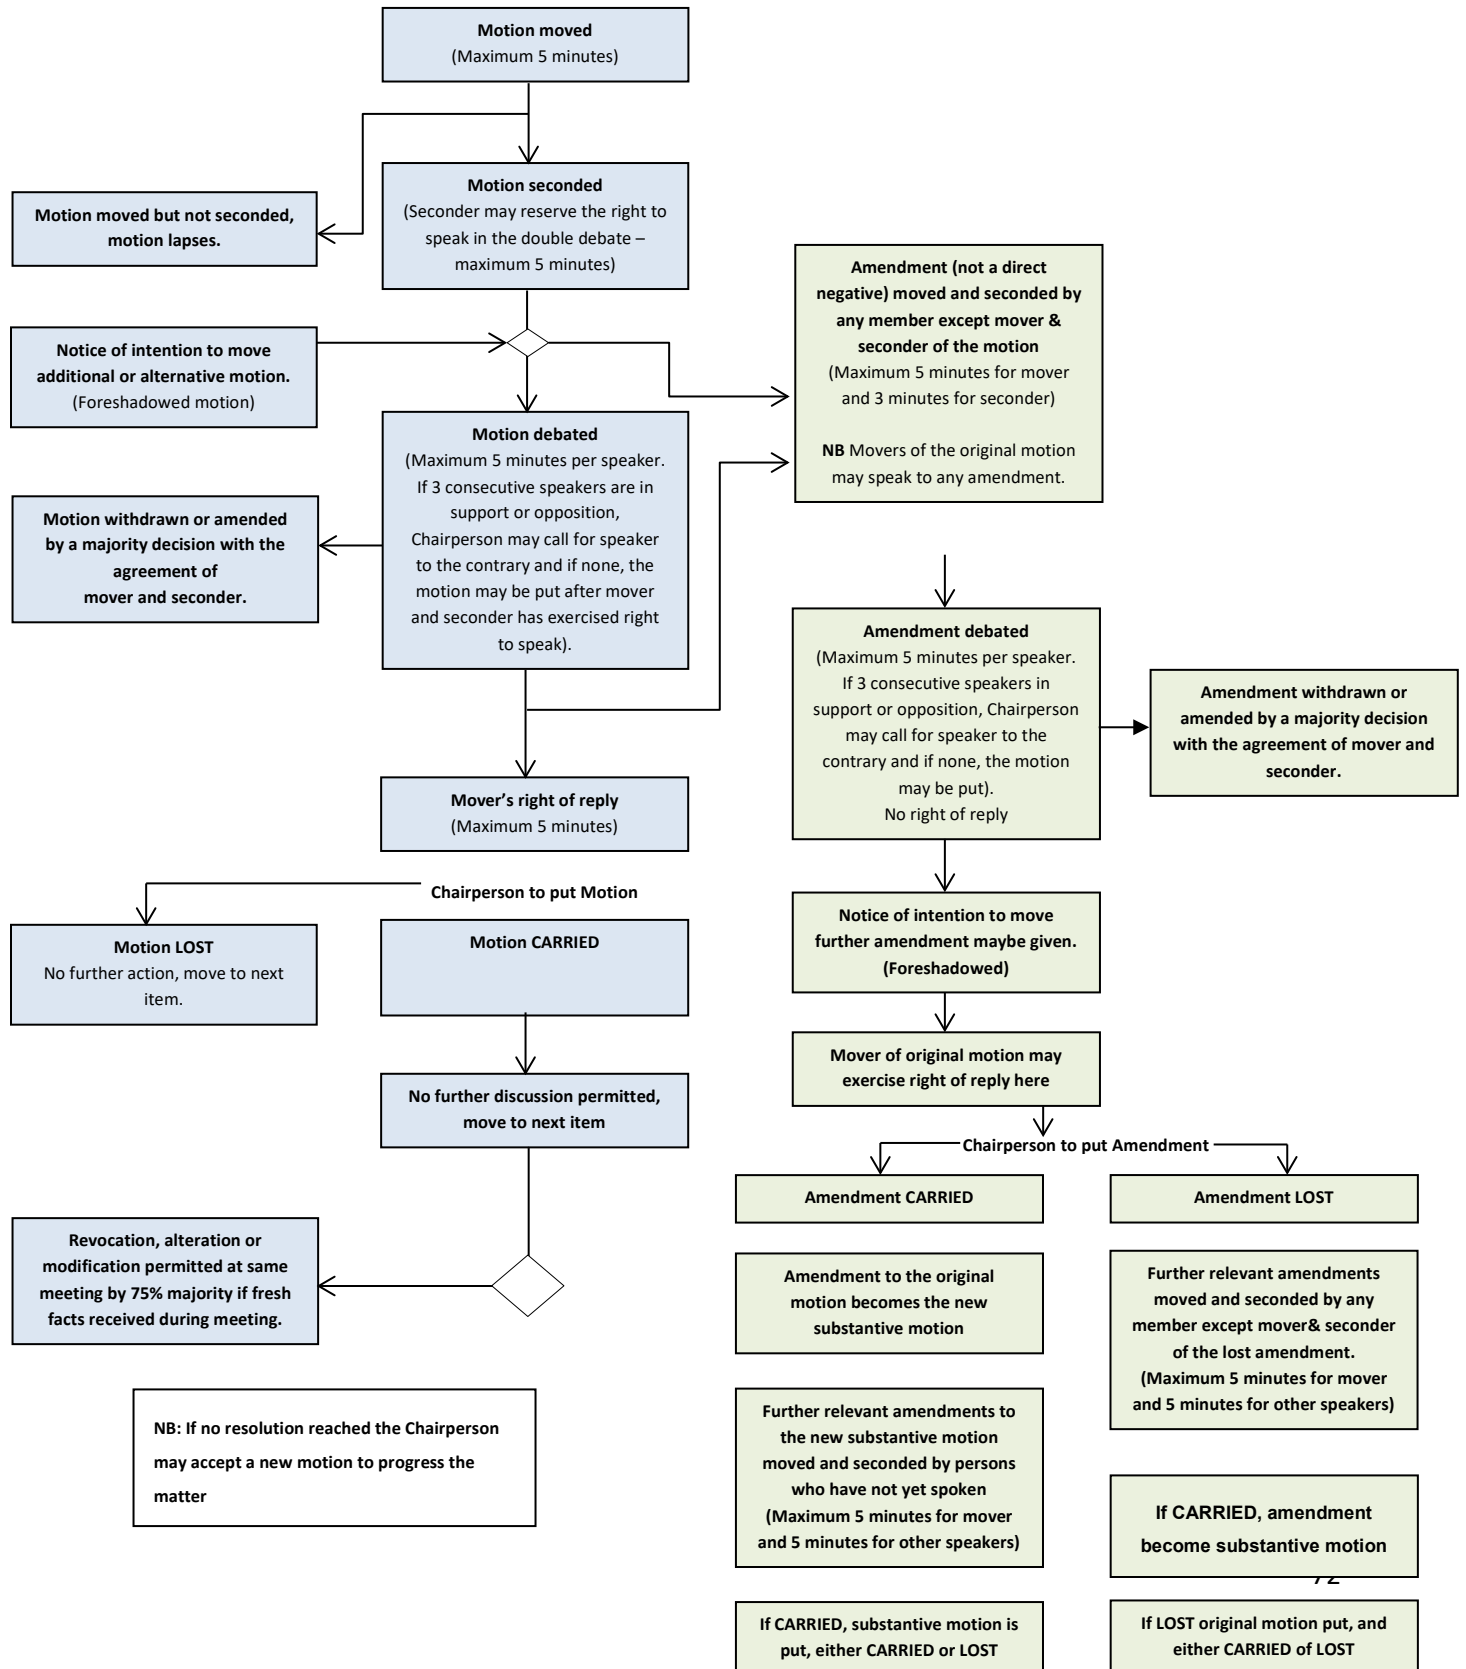 Motion moved
(Maximum 5 minutes)
Motion seconded
(Seconder may reserve the right to
speak in the double debate –
maximum 5 minutes)
Motion moved but not seconded,
motion lapses.
Notice of intention to move
additional or alternative motion.
(Foreshadowed motion)
Amendment (not a direct
negative) moved and seconded by
any member except mover &
seconder of the motion
(Maximum 5 minutes for mover
and 3 minutes for seconder)
NB Movers of the original motion
may speak to any amendment.
Motion debated
(Maximum 5 minutes per speaker.
If 3 consecutive speakers are in
support or opposition,
Chairperson may call for speaker
to the contrary and if none, the
motion may be put after mover
and seconder has exercised right
to speak).
Motion withdrawn or amended
by a majority decision with the
agreement of
mover and seconder.
Amendment debated
(Maximum 5 minutes per speaker.
If 3 consecutive speakers in
support or opposition, Chairperson
may call for speaker to the
contrary and if none, the motion
may be put).
No right of reply
Amendment withdrawn or
amended by a majority decision
with the agreement of mover and
seconder.
Mover’s right of reply
(Maximum 5 minutes)
Chairperson to put Motion
Motion LOST
No further action, move to next
item.
Motion CARRIED
Notice of intention to move
further amendment maybe given.
(Foreshadowed)
Mover of original motion may
exercise right of reply here
No further discussion permitted,
move to next item
Chairperson to put Amendment
Amendment CARRIED
Amendment LOST
Revocation, alteration or
modification permitted at same
meeting by 75% majority if fresh
facts received during meeting.
Amendment to the original
motion becomes the new
substantive motion
Further relevant amendments
moved and seconded by any
member except mover& seconder
of the lost amendment.
(Maximum 5 minutes for mover
and 5 minutes for other speakers)
NB: If no resolution reached the Chairperson
may accept a new motion to progress the
matter
Further relevant amendments to
the new substantive motion
moved and seconded by persons
who have not yet spoken
(Maximum 5 minutes for mover
and 5 minutes for other speakers)
If CARRIED, amendment
become substantive motion
If CARRIED, substantive motion is
put, either CARRIED or LOST
If LOST original motion put, and
either CARRIED of LOST